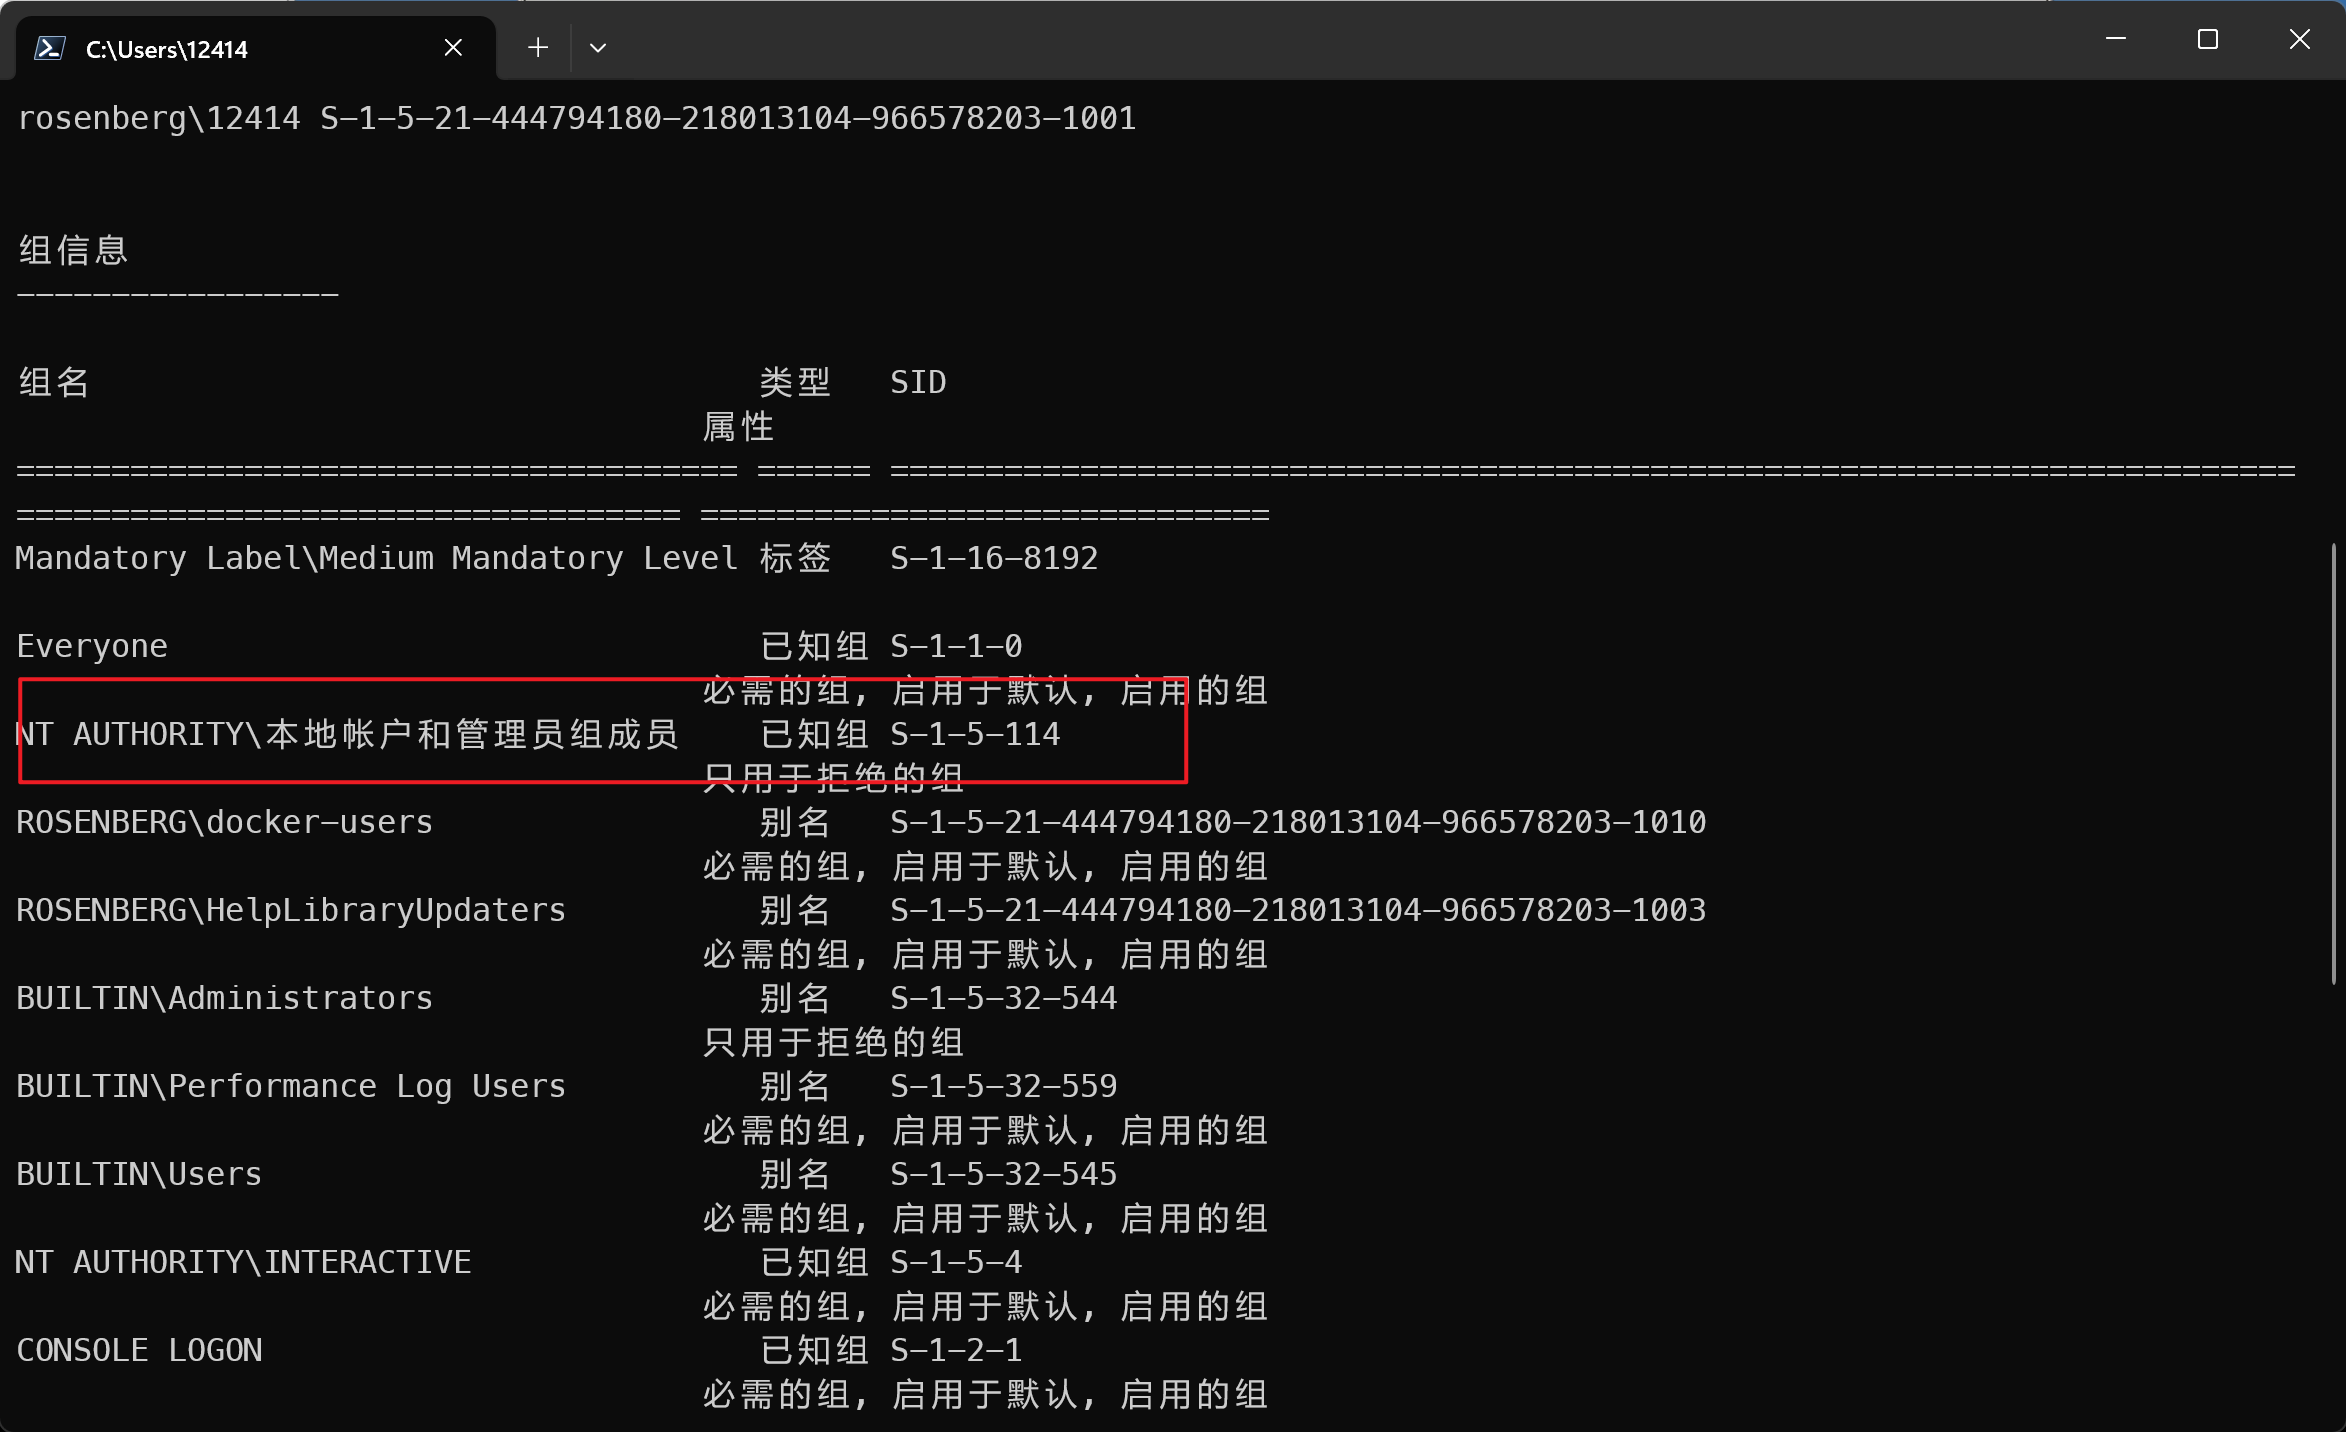 C:\Users\12414
rosenberg\12414 S-1-5-21-444794180-218013104-966578203-1001
组信息
-----------------
组名 类型 SID
属性
====================================== ====== ==========================================================================
=================================== ==============================
Mandatory Label\Medium Mandatory Level 标签 S-1-16-8192
Everyone 已知组 S-1-1-0
必需的组, 启用于默认, 启用的组
NT AUTHORITY\本地帐户和管理员组成员 已知组 S-1-5-114
只用于拒绝的组
ROSENBERG\docker-users 别名 S-1-5-21-444794180-218013104-966578203-1010
必需的组, 启用于默认, 启用的组
ROSENBERG\HelpLibraryUpdaters 别名 S-1-5-21-444794180-218013104-966578203-1003
必需的组, 启用于默认, 启用的组
BUILTIN\Administrators 别名 S-1-5-32-544
只用于拒绝的组
BUILTIN\Performance Log Users 别名 S-1-5-32-559
必需的组, 启用于默认, 启用的组
BUILTIN\Users 别名 S-1-5-32-545
必需的组, 启用于默认, 启用的组
NT AUTHORITY\INTERACTIVE 已知组 S-1-5-4
必需的组, 启用于默认, 启用的组
CONSOLE LOGON 已知组 S-1-2-1
必需的组, 启用于默认, 启用的组